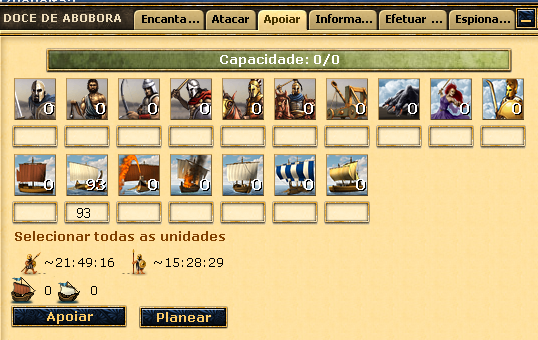 DOCE DE ABOBORA Encanta... Atacar Apoiar Informa... Efetuar ... Espiona...
Capacidade: 0/0
0 0 0 0 0 0 0 0 0 0
0 93 0 0 0 0 0
93
Selecionar todas as unidades
~21:49:16 ~15:28:29
0 0
Apoiar Planear